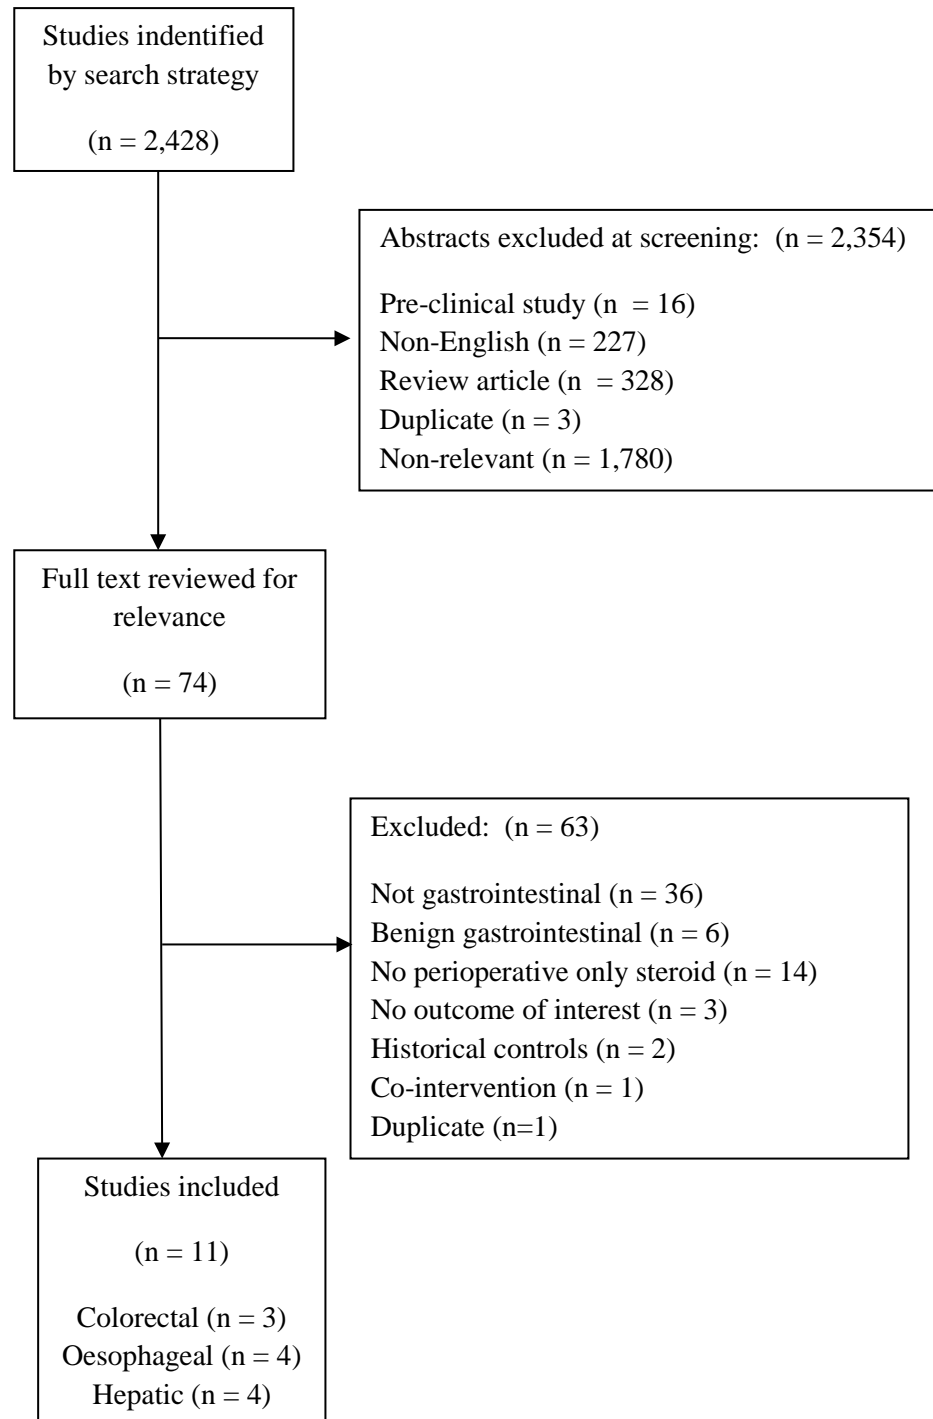 Studies indentified
by search strategy
(n = 2,428)
Abstracts excluded at screening:  (n = 2,354)
Pre-clinical study (n  = 16)
Non-English (n = 227)
Review article (n  = 328)
Duplicate (n = 3)
Non-relevant (n = 1,780)
Full text reviewed for
relevance
(n = 74)
Excluded:  (n = 63)
Not gastrointestinal (n = 36)
Benign gastrointestinal (n = 6)
No perioperative only steroid (n = 14)
No outcome of interest (n = 3)
Historical controls (n = 2)
Co-intervention (n = 1)
Duplicate (n=1)
Studies included
(n = 11)
Colorectal (n = 3)
Oesophageal (n = 4)
Hepatic (n = 4)